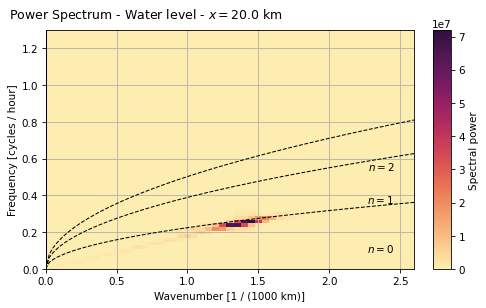 Power Spectrum - Water level - x = 20.0 km
1e7
Frequency [cycles / hour]
1.2
1.0
0.8
0.6
0.4
0.2
0.0
n = 2
n = 1
n = 0
0.0 0.5 1.0 1.5 2.0 2.5
Wavenumber [1 / (1000 km)]
7
6
5
4
3
2
1
0
Spectral power